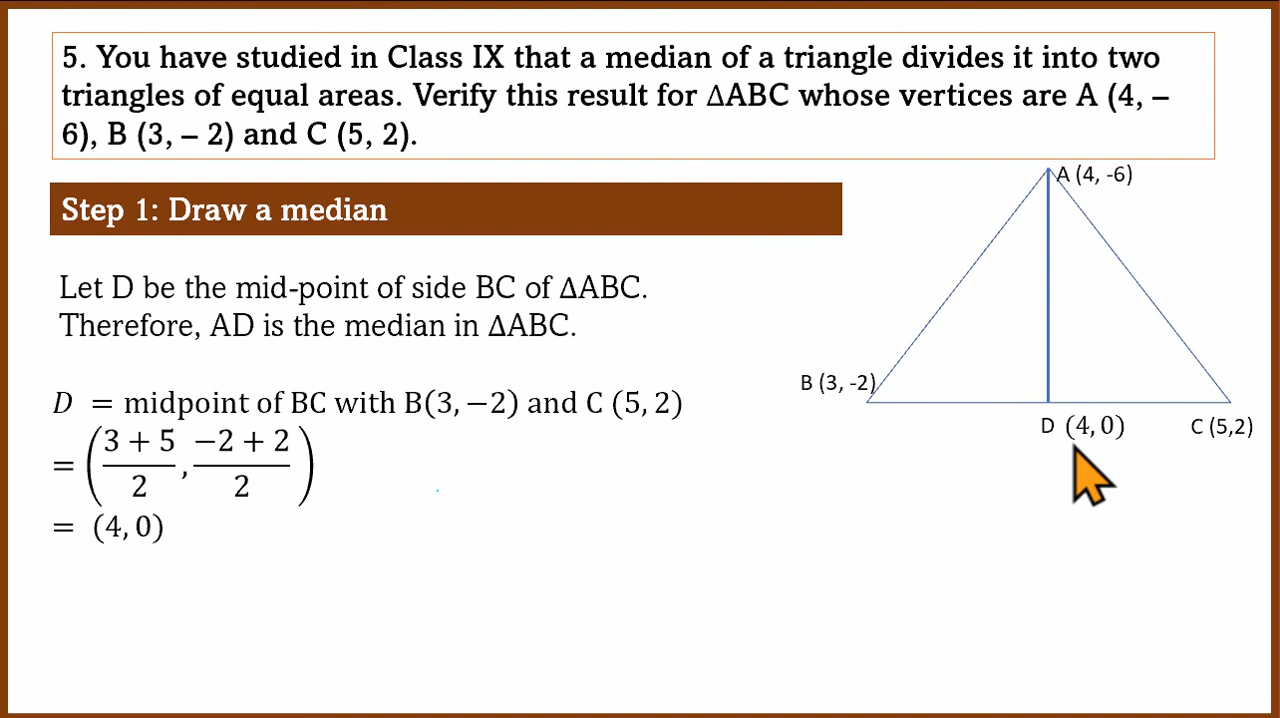 5. You have studied in Class IX that a median of a triangle divides it into two
triangles of equal areas. Verify this result for ΔABC whose vertices are A (4, –
6), B (3, – 2) and C (5, 2).
Step 1: Draw a median
Let D be the mid-point of side BC of ΔABC.
Therefore, AD is the median in ΔABC.
D = midpoint of BC with B(3, −2) and C (5, 2)
= ((3 + 5)/2, (−2 + 2)/2)
= (4, 0)
A (4, -6)
B (3, -2)
D (4, 0)
C (5,2)